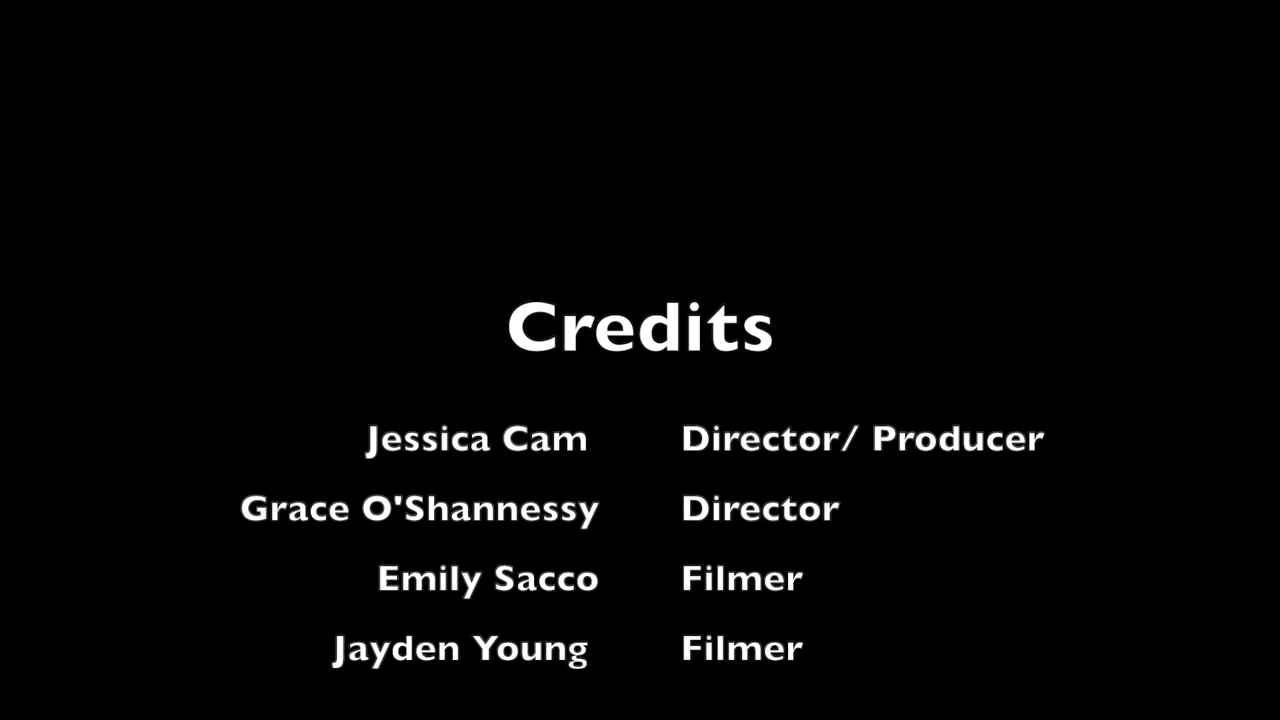 Credits
Jessica Cam Director/ Producer
Grace O'Shannessy Director
Emily Sacco Filmer
Jayden Young Filmer